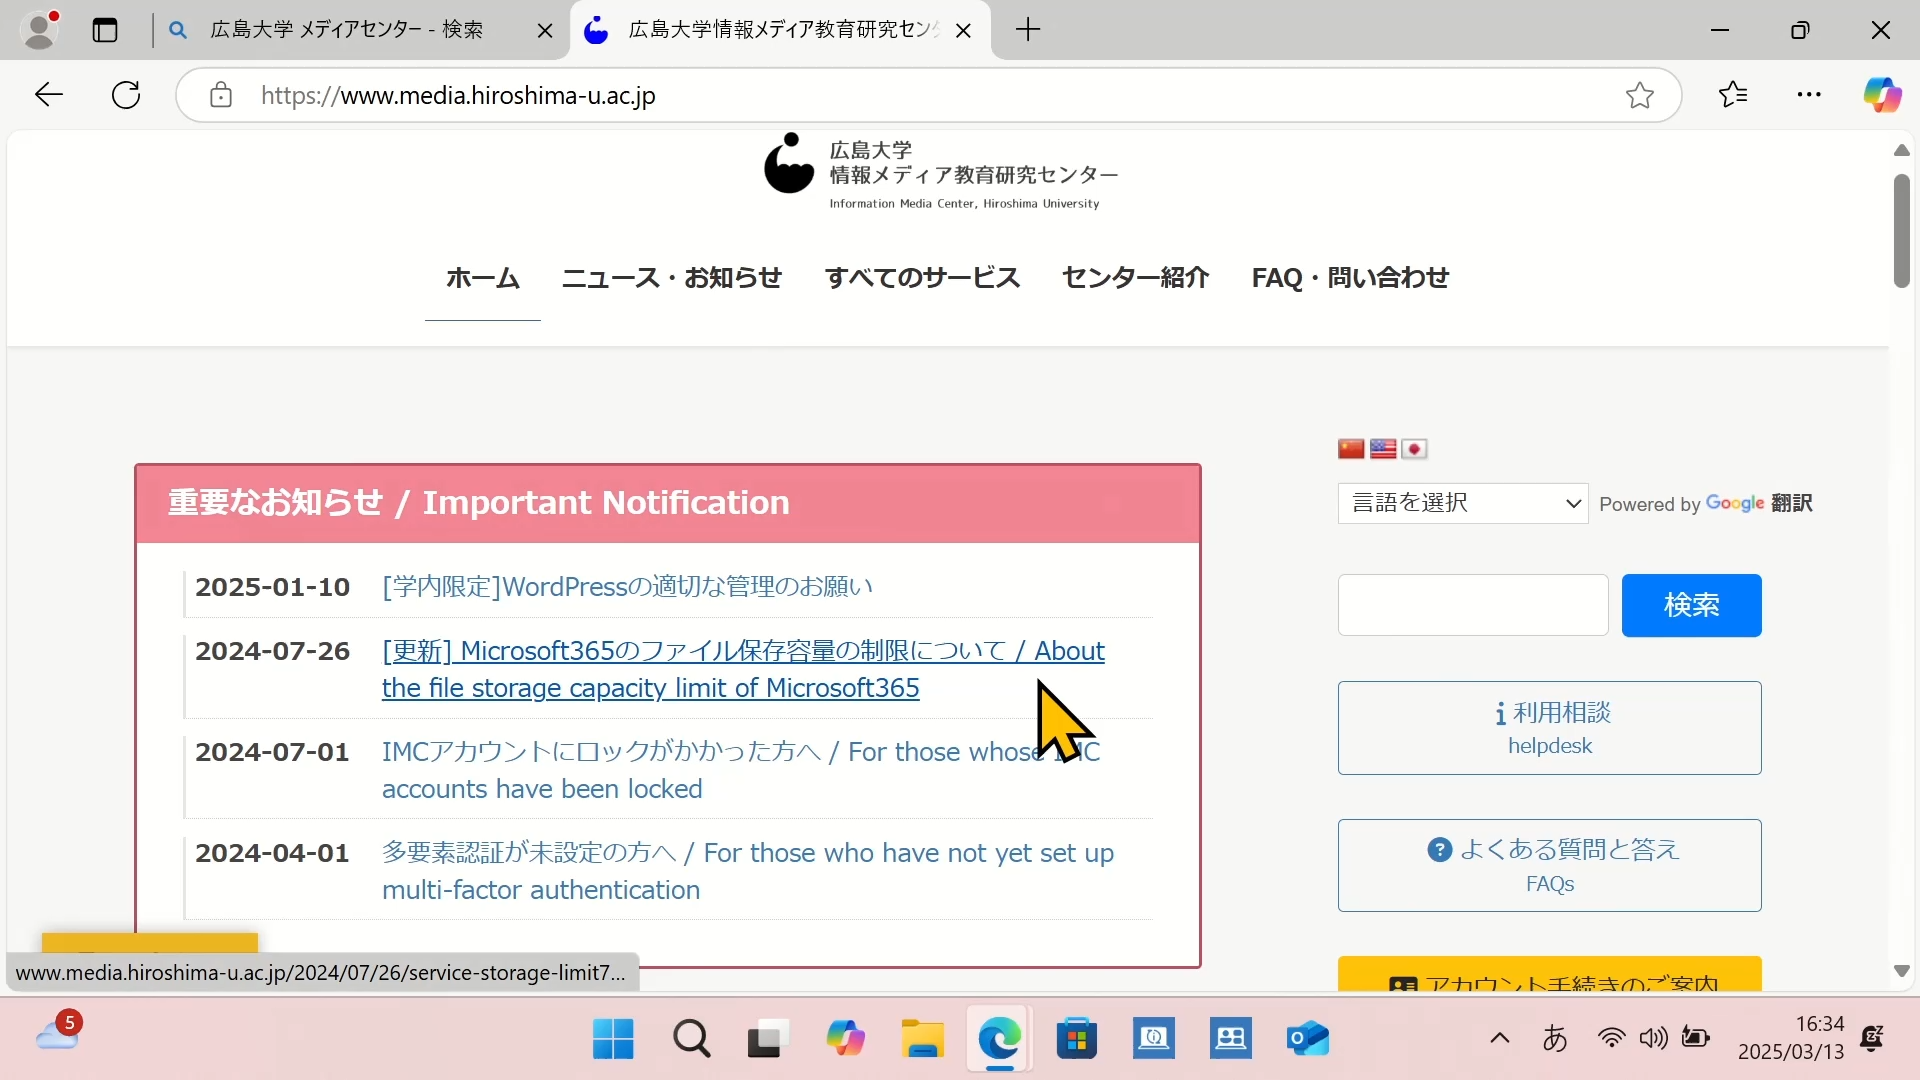 広島大学 メディアセンター - 検索
広島大学情報メディア教育研究セン
https://www.media.hiroshima-u.ac.jp
広島大学
情報メディア教育研究センター
Information Media Center, Hiroshima University
ホーム ニュース・お知らせ すべてのサービス センター紹介 FAQ・問い合わせ
重要なお知らせ / Important Notification
2025-01-10 [学内限定]WordPressの適切な管理のお願い
2024-07-26 [更新] Microsoft365のファイル保存容量の制限について / About
the file storage capacity limit of Microsoft365
2024-07-01 IMCアカウントにロックがかかった方へ / For those whose IMC
accounts have been locked
2024-04-01 多要素認証が未設定の方へ / For those who have not yet set up
multi-factor authentication
言語を選択 Powered by Google 翻訳
検索
利用相談
helpdesk
よくある質問と答え
FAQs
アカウント手続きのご案内
www.media.hiroshima-u.ac.jp/2024/07/26/service-storage-limit7...
5
あ
16:34
2025/03/13